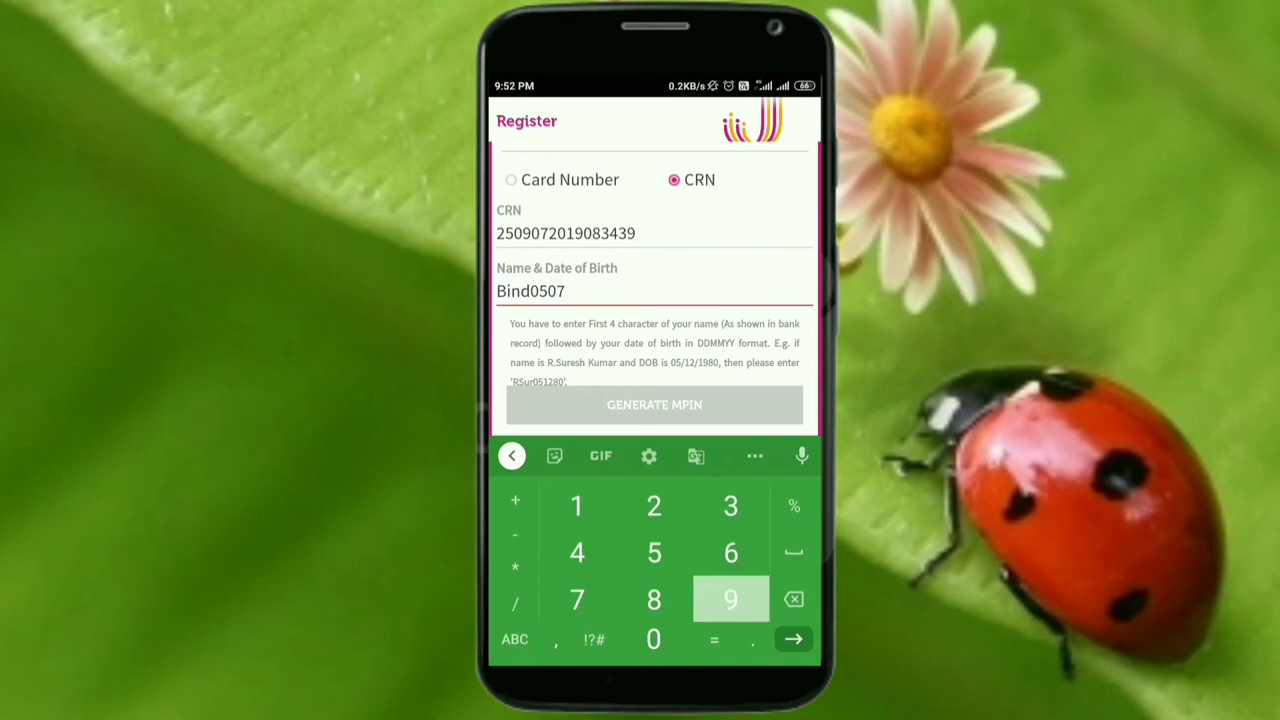 9:52 PM 0.2KB/s 4G 66
Register
Card Number CRN
CRN
2509072019083439
Name & Date of Birth
Bind0507
You have to enter First 4 character of your name (As shown in bank
record) followed by your date of birth in DDMMYY format. E.g. if
name is R.Suresh Kumar and DOB is 05/12/1980, then please enter
'RSur051280'.
GENERATE MPIN
GIF
+ 1 2 3 %
- 4 5 6
* 7 8 9
/
ABC , !?# 0 = .